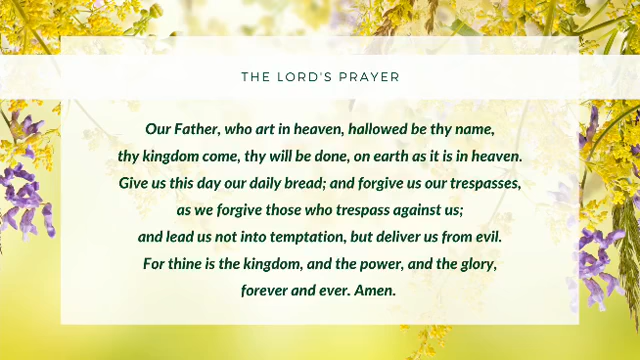 THE LORD'S PRAYER
Our Father, who art in heaven, hallowed be thy name,
thy kingdom come, thy will be done, on earth as it is in heaven.
Give us this day our daily bread; and forgive us our trespasses,
as we forgive those who trespass against us;
and lead us not into temptation, but deliver us from evil.
For thine is the kingdom, and the power, and the glory,
forever and ever. Amen.